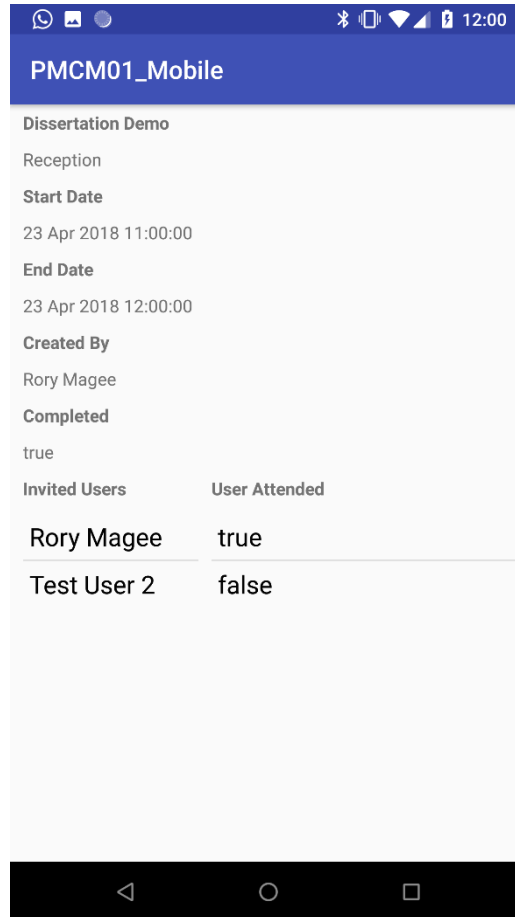 12:00
PMCM01_Mobile
Dissertation Demo
Reception
Start Date
23 Apr 2018 11:00:00
End Date
23 Apr 2018 12:00:00
Created By
Rory Magee
Completed
true
Invited Users User Attended
Rory Magee true
Test User 2 false